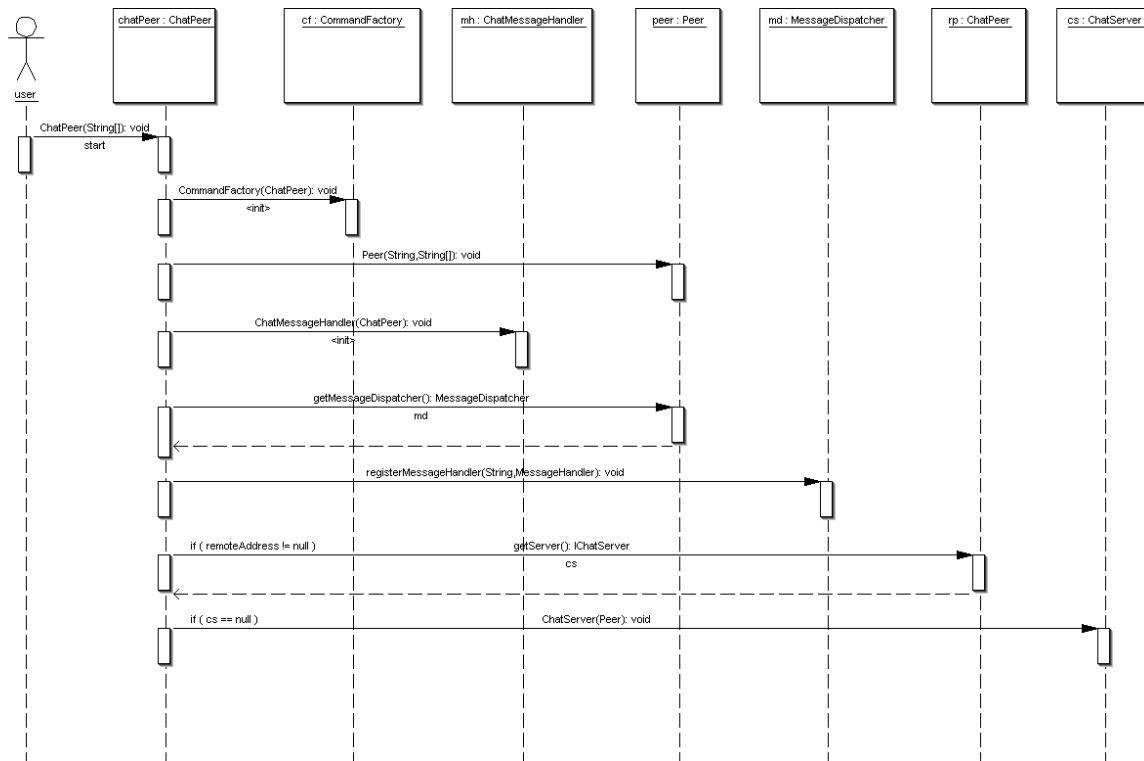 chatPeer : ChatPeer
cf : CommandFactory
mh : ChatMessageHandler
peer : Peer
md : MessageDispatcher
rp : ChatPeer
cs : ChatServer
user
ChatPeer(String[]): void
start
CommandFactory(ChatPeer): void
<init>
Peer(String,String[]): void
ChatMessageHandler(ChatPeer): void
<init>
getMessageDispatcher(): MessageDispatcher
md
registerMessageHandler(String,MessageHandler): void
if ( remoteAddress != null )
getServer(): IChatServer
cs
if ( cs == null )
ChatServer(Peer): void